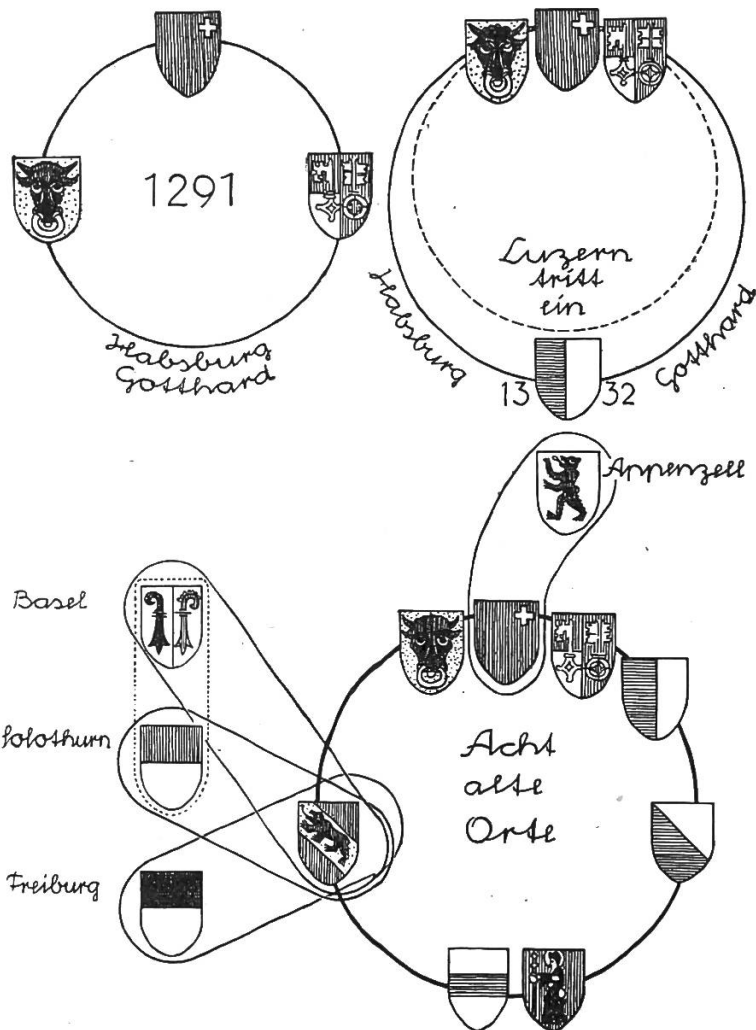 1291
Habsburg
Gotthard
Luzern
tritt
ein
Habsburg
Gotthard
13 32
Appenzell
Basel
Solothurn
Freiburg
Acht
alte
Orte